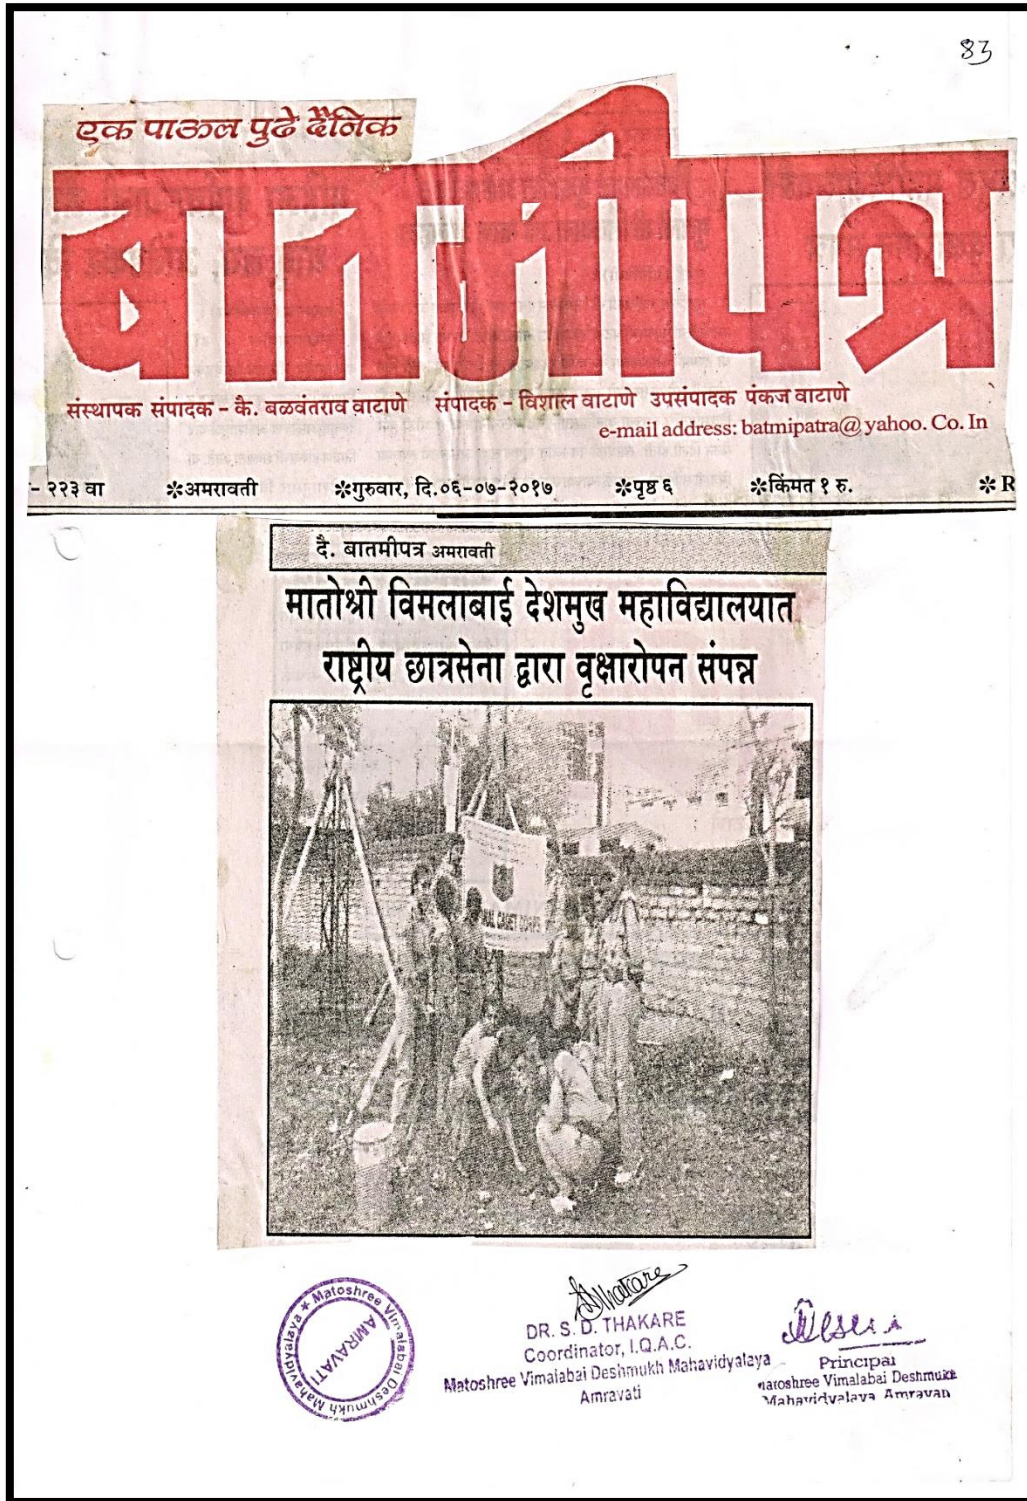 83
एक पाऊल पुढे दैनिक
बातमीपत्र
संस्थापक संपादक - कै. बळवंतराव वाटाणे संपादक - विशाल वाटाणे उपसंपादक पंकज वाटाणे
e-mail address: batmipatra@ yahoo. Co. In
- २२३ वा ❇अमरावती ❇गुरुवार, दि.०६-०७-२०१७ ❇पृष्ठ ६ ❇किंमत १ रु. ❇ R
दै. बातमीपत्र अमरावती
मातोश्री विमलाबाई देशमुख महाविद्यालयात
राष्ट्रीय छात्रसेना द्वारा वृक्षारोपन संपन्न
CADET CORPS
Matoshree Vimalabai Deshmukh Mahavidyalaya ★
AMRAVATI
SDThakare
DR. S. D. THAKARE
Coordinator, I.Q.A.C.
Matoshree Vimalabai Deshmukh Mahavidyalaya
Amravati
Principal
Matoshree Vimalabai Deshmukh
Mahavidyalaya Amravati